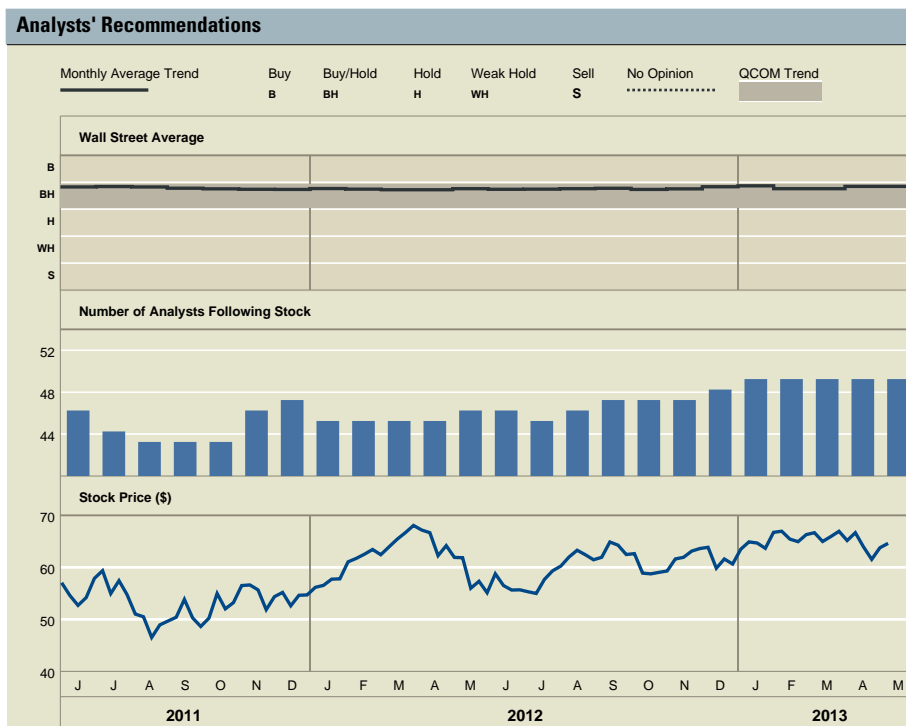 Analysts' Recommendations
Monthly Average Trend Buy Buy/Hold Hold Weak Hold Sell No Opinion QCOM Trend
B BH H WH S
Wall Street Average
B
BH
H
WH
S
Number of Analysts Following Stock
52
48
44
Stock Price ($)
70
60
50
40
J J A S O N D J F M A M J J A S O N D J F M A M
2011 2012 2013